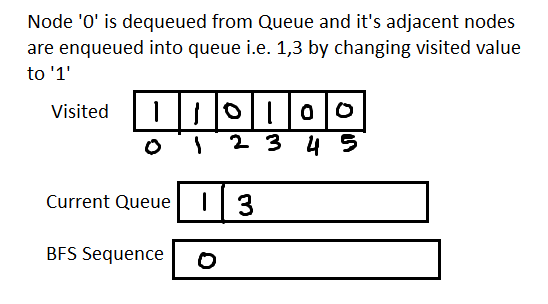 Node '0' is dequeued from Queue and it's adjacent nodes
are enqueued into queue i.e. 1,3 by changing visited value
to '1'
Visited 1 1 0 1 0 0
0 1 2 3 4 5
Current Queue 1 3
BFS Sequence 0